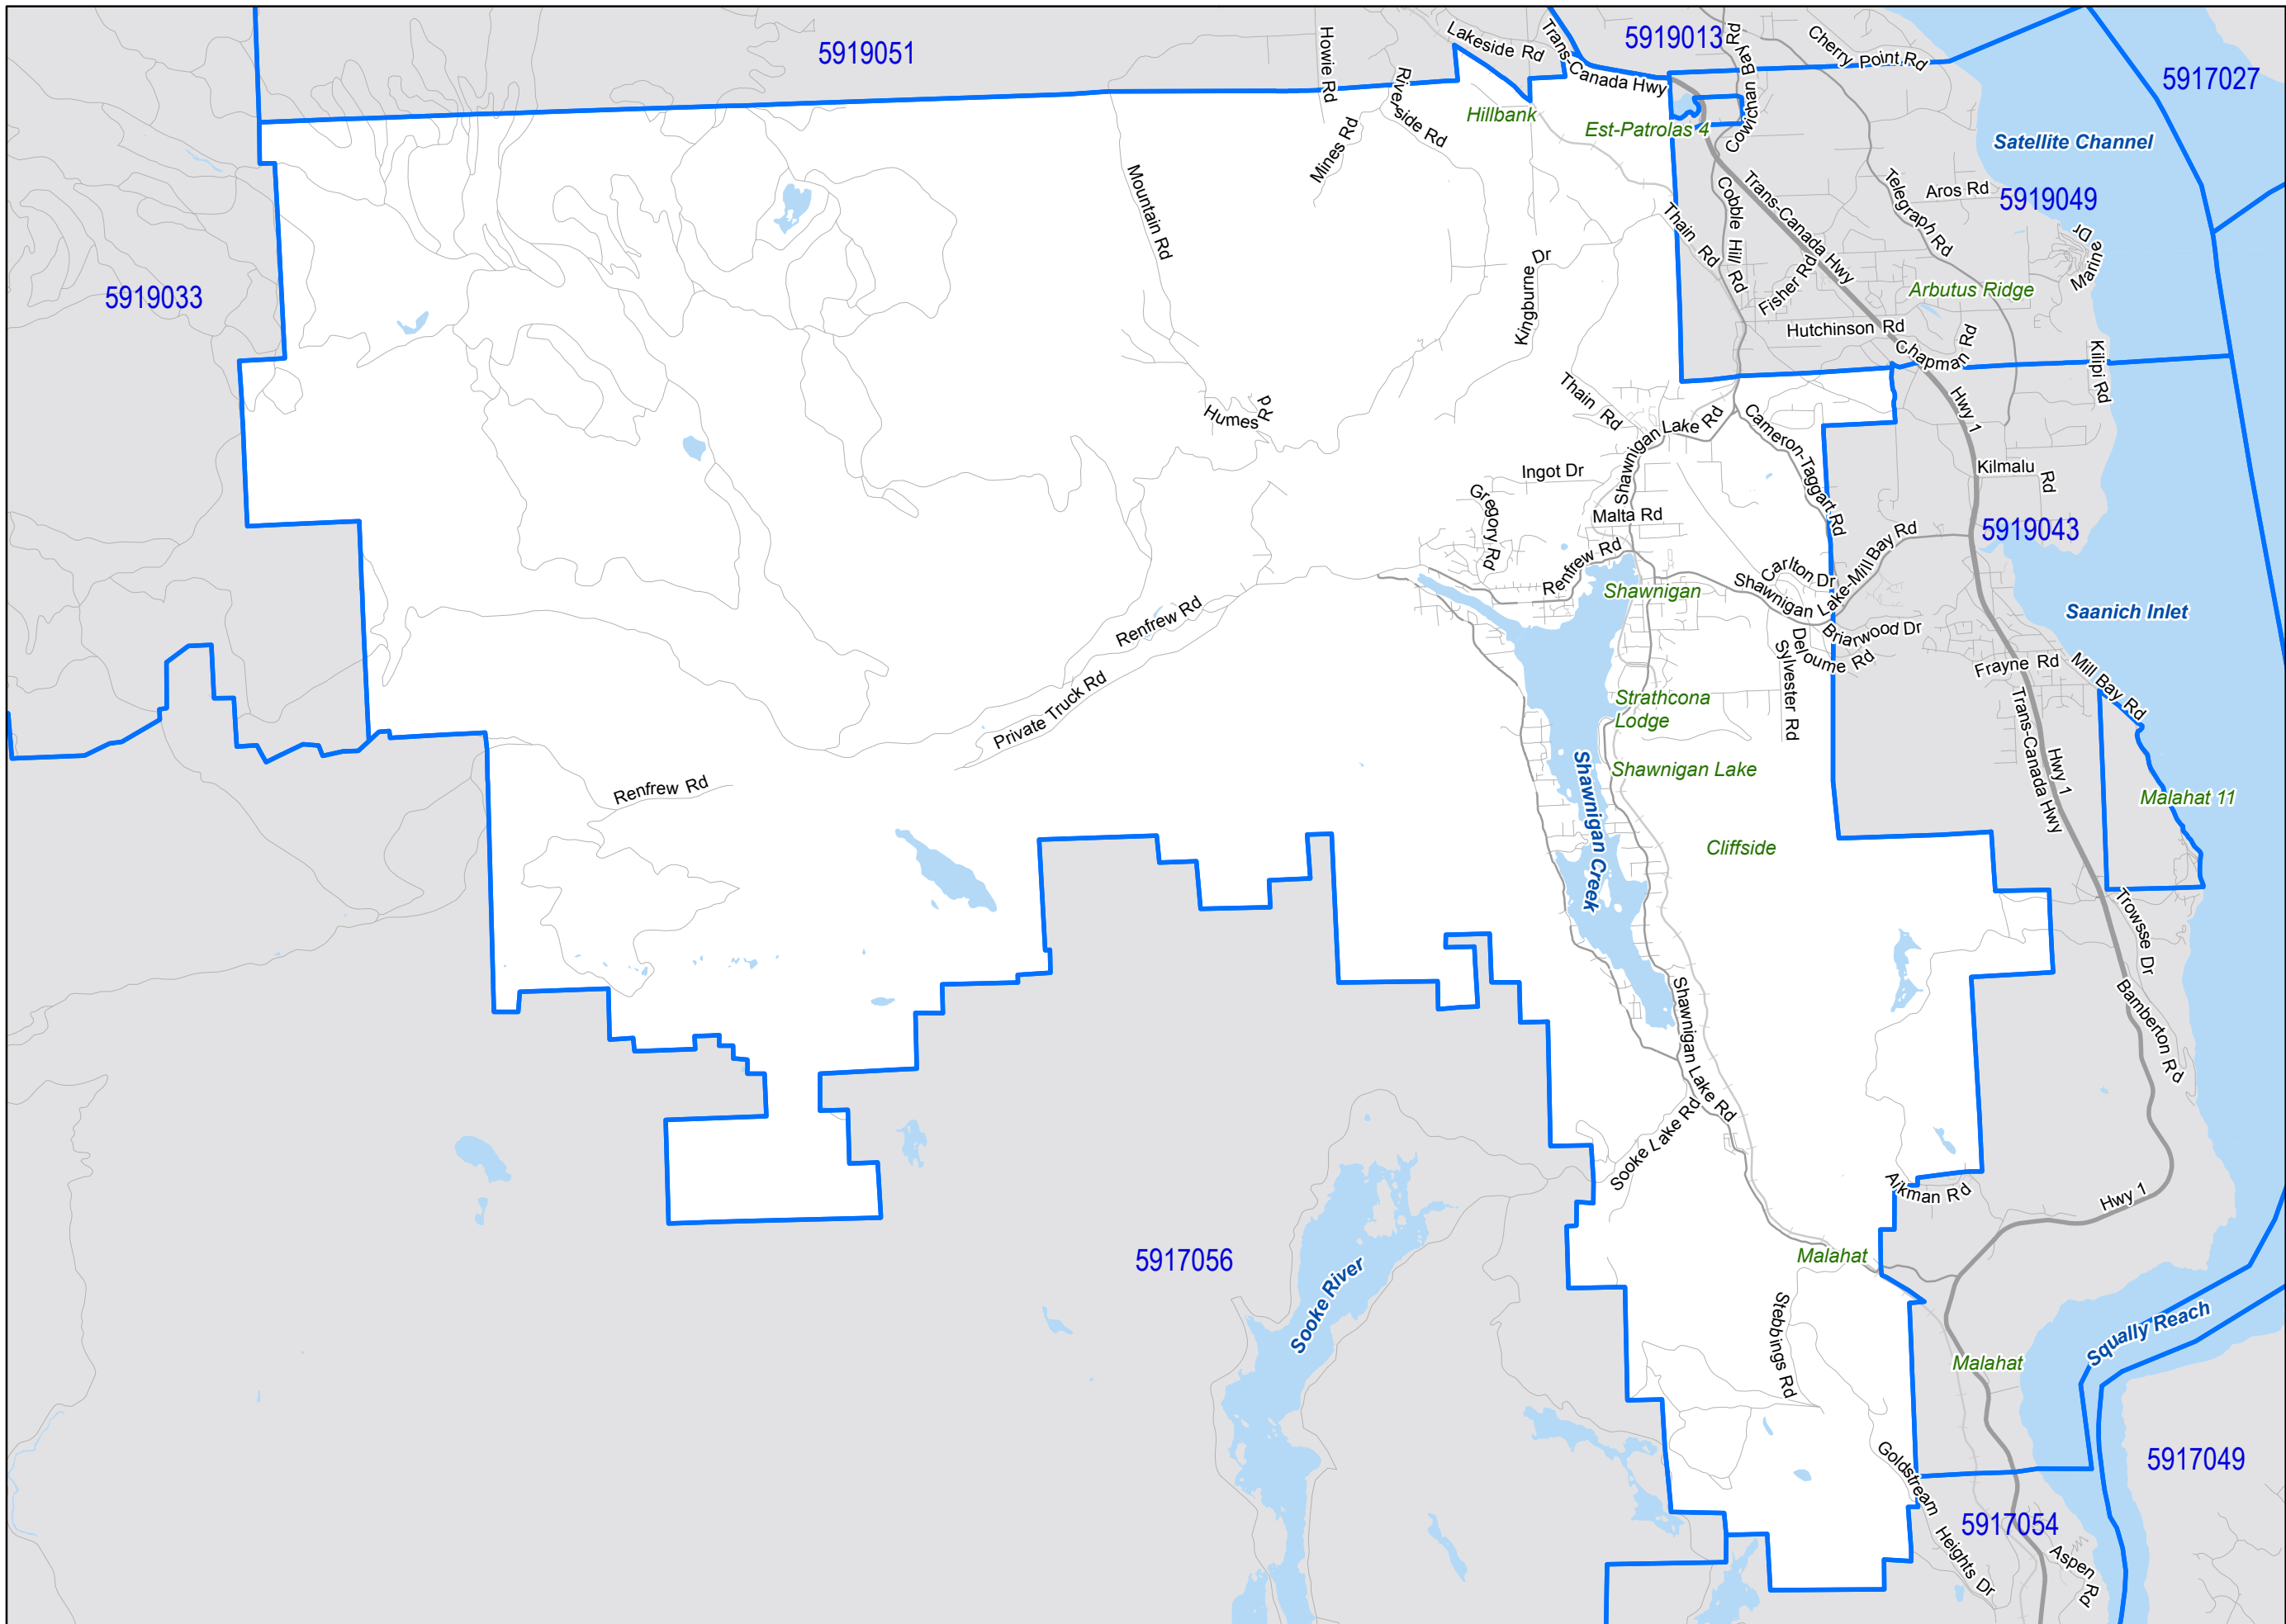 5919051
Howie Rd
Lakeside Rd
Trans-Canada Hwy
5919013
Cowichan Bay Rd
Cherry Point Rd
5917027
Riverside Rd
Mines Rd
Hillbank
Est-Patrolas 4
Satellite Channel
Mountain Rd
Trans-Canada Hwy
Telegraph Rd
Aros Rd
5919049
Thain Rd
Cobble Hill Rd
Marine Dr
5919033
Kingburne Dr
Fisher Rd
Arbutus Ridge
Hutchinson Rd
Chapman Rd
Kilipi Rd
Humes Rd
Thain Rd
Shawnigan Lake Rd
Cameron-Taggart Rd
Hwy 1
Ingot Dr
Kilmalu Rd
Gregory Rd
Malta Rd
5919043
Renfrew Rd
Carlton Dr
Shawnigan Lake-Mill Bay Rd
Shawnigan
Saanich Inlet
Renfrew Rd
Briarwood Dr
Deloume Rd
Sylvester Rd
Frayne Rd
Mill Bay Rd
Private Truck Rd
Strathcona
Lodge
Trans-Canada Hwy
Hwy 1
Shawnigan Lake
Renfrew Rd
Shawnigan Creek
Malahat 11
Cliffside
Trowsse Dr
Shawnigan Lake Rd
Bamberton Rd
Sooke Lake Rd
Aikman Rd
Hwy 1
5917056
Malahat
Sooke River
Stebbings Rd
Squally Reach
Malahat
Goldstream Heights Dr
5917049
5917054
Aspen Rd